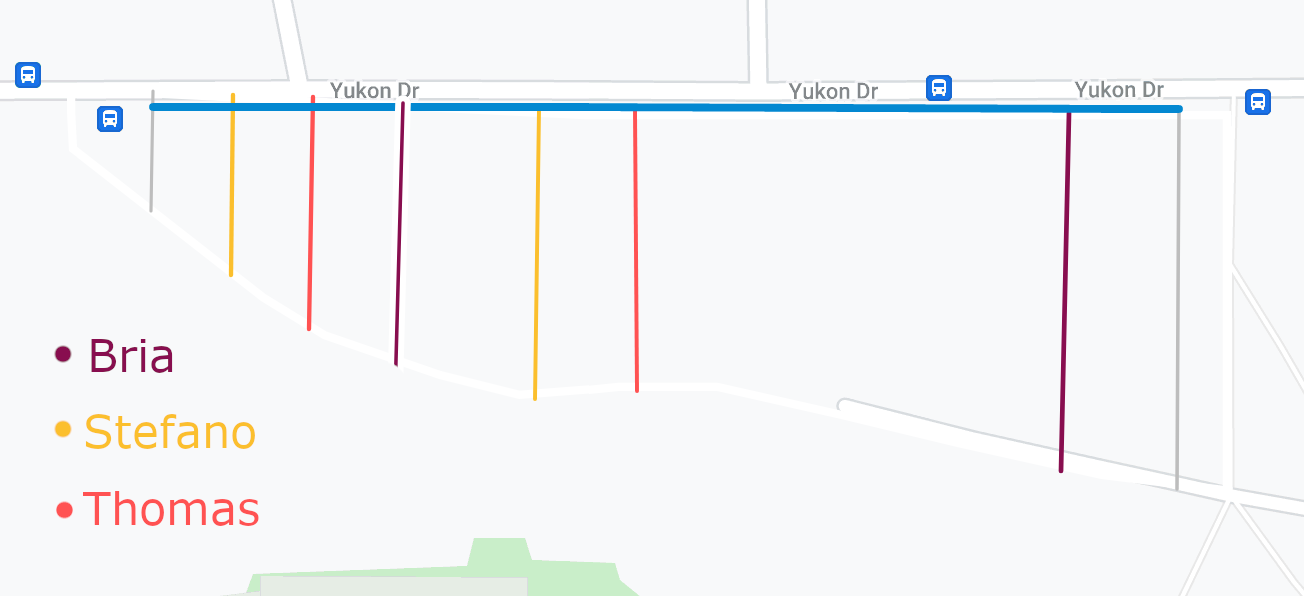 Yukon Dr
Yukon Dr
Yukon Dr
Bria
Stefano
Thomas